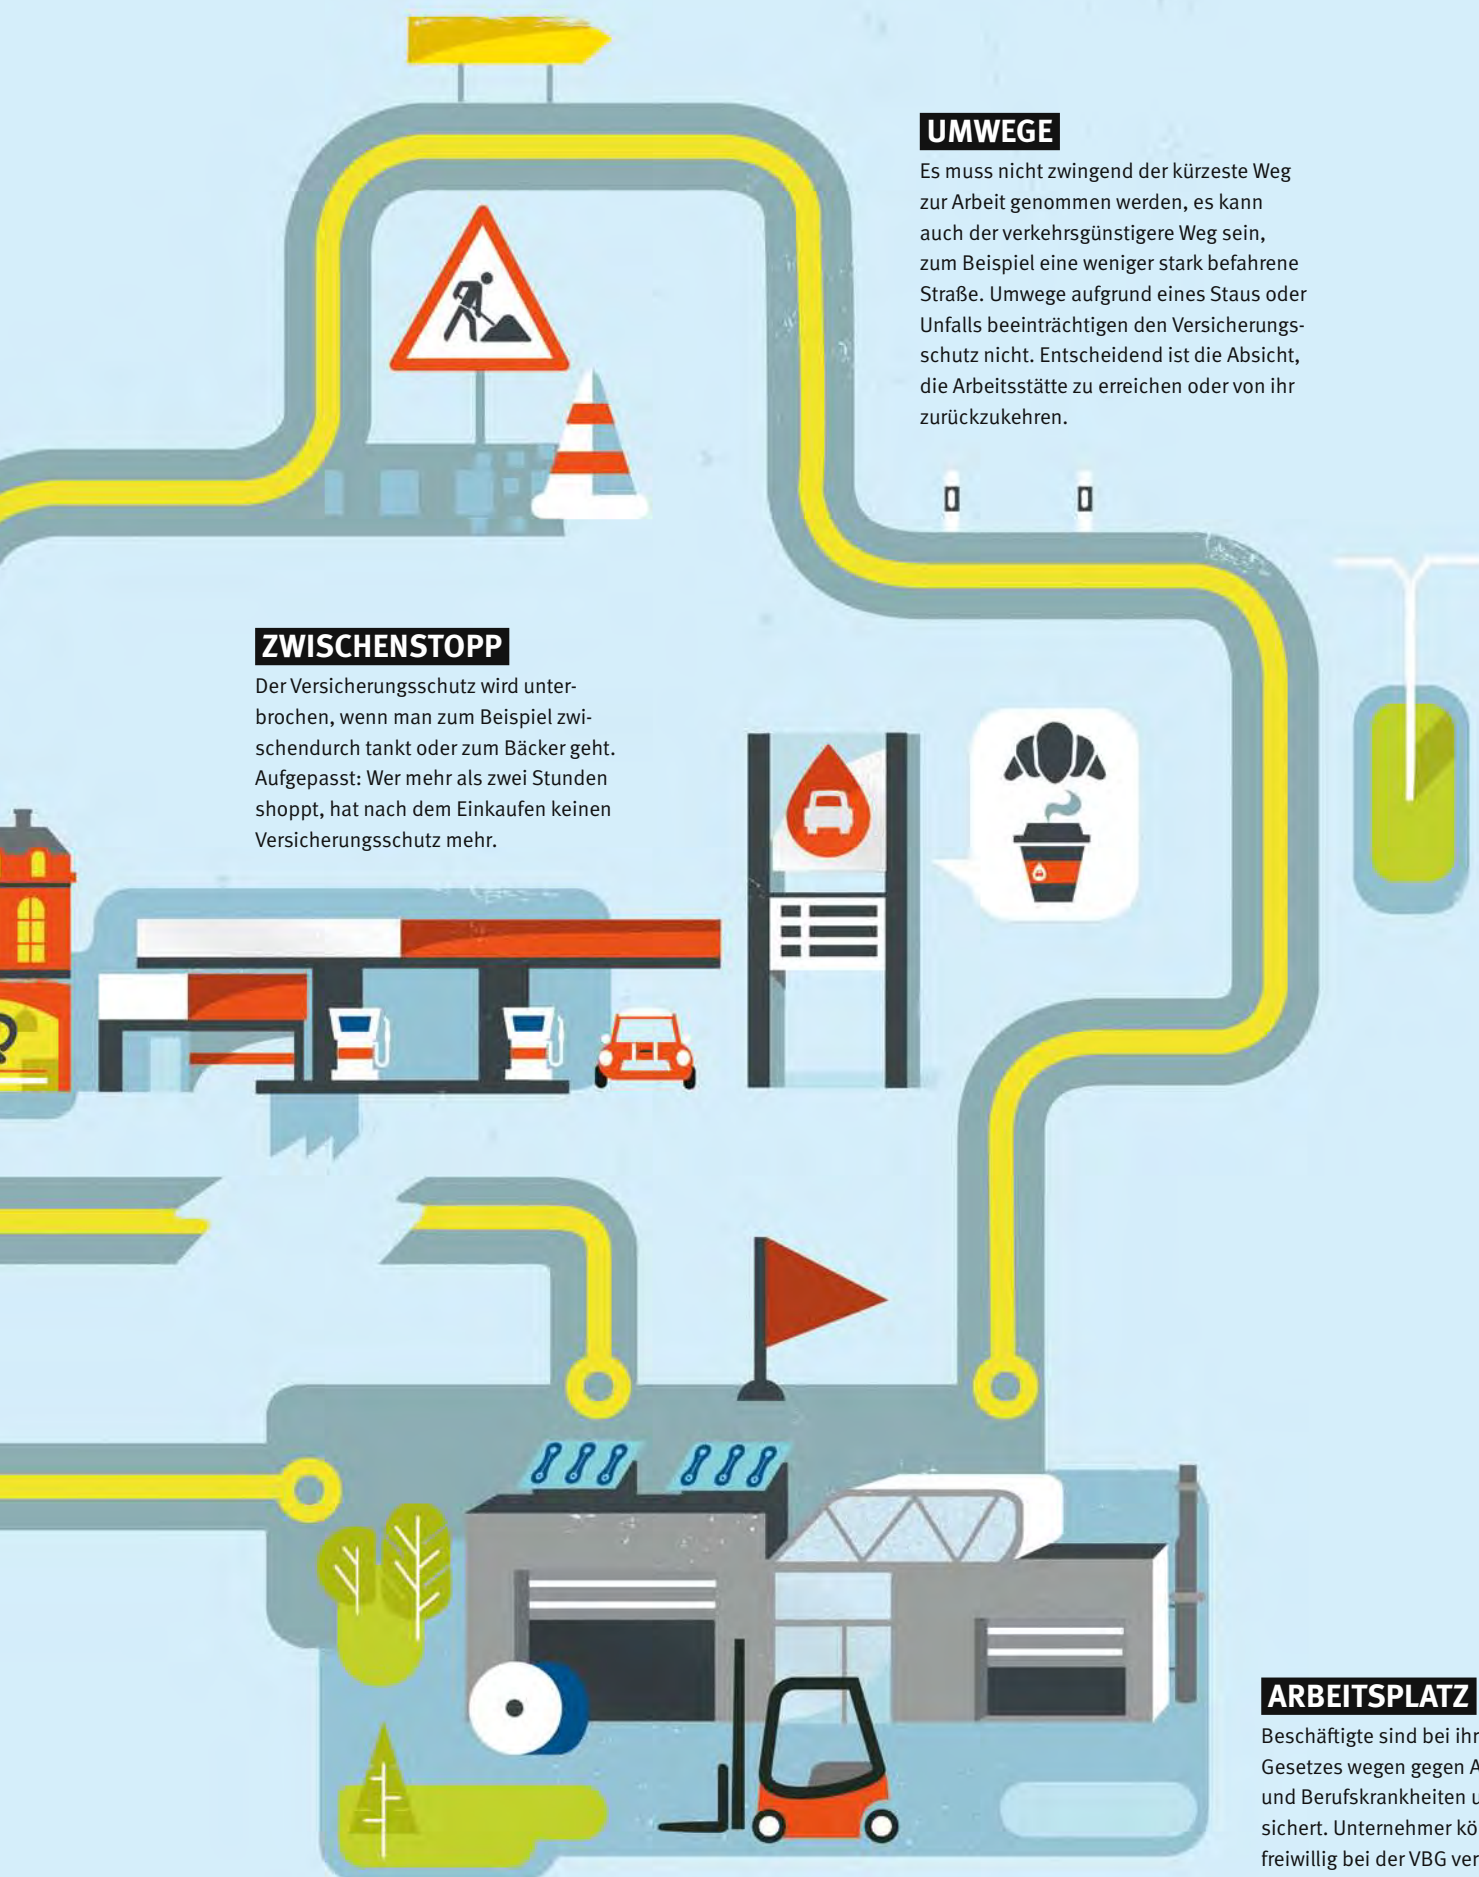 UMWEGE
Es muss nicht zwingend der kürzeste Weg
zur Arbeit genommen werden, es kann
auch der verkehrsgünstigere Weg sein,
zum Beispiel eine weniger stark befahrene
Straße. Umwege aufgrund eines Staus oder
Unfalls beeinträchtigen den Versicherungs-
schutz nicht. Entscheidend ist die Absicht,
die Arbeitsstätte zu erreichen oder von ihr
zurückzukehren.
ZWISCHENSTOPP
Der Versicherungsschutz wird unter-
brochen, wenn man zum Beispiel zwi-
schendurch tankt oder zum Bäcker geht.
Aufgepasst: Wer mehr als zwei Stunden
shoppt, hat nach dem Einkaufen keinen
Versicherungsschutz mehr.
ARBEITSPLATZ
Beschäftigte sind bei ihr
Gesetzes wegen gegen A
und Berufskrankheiten u
sichert. Unternehmer kö
freiwillig bei der VBG ver